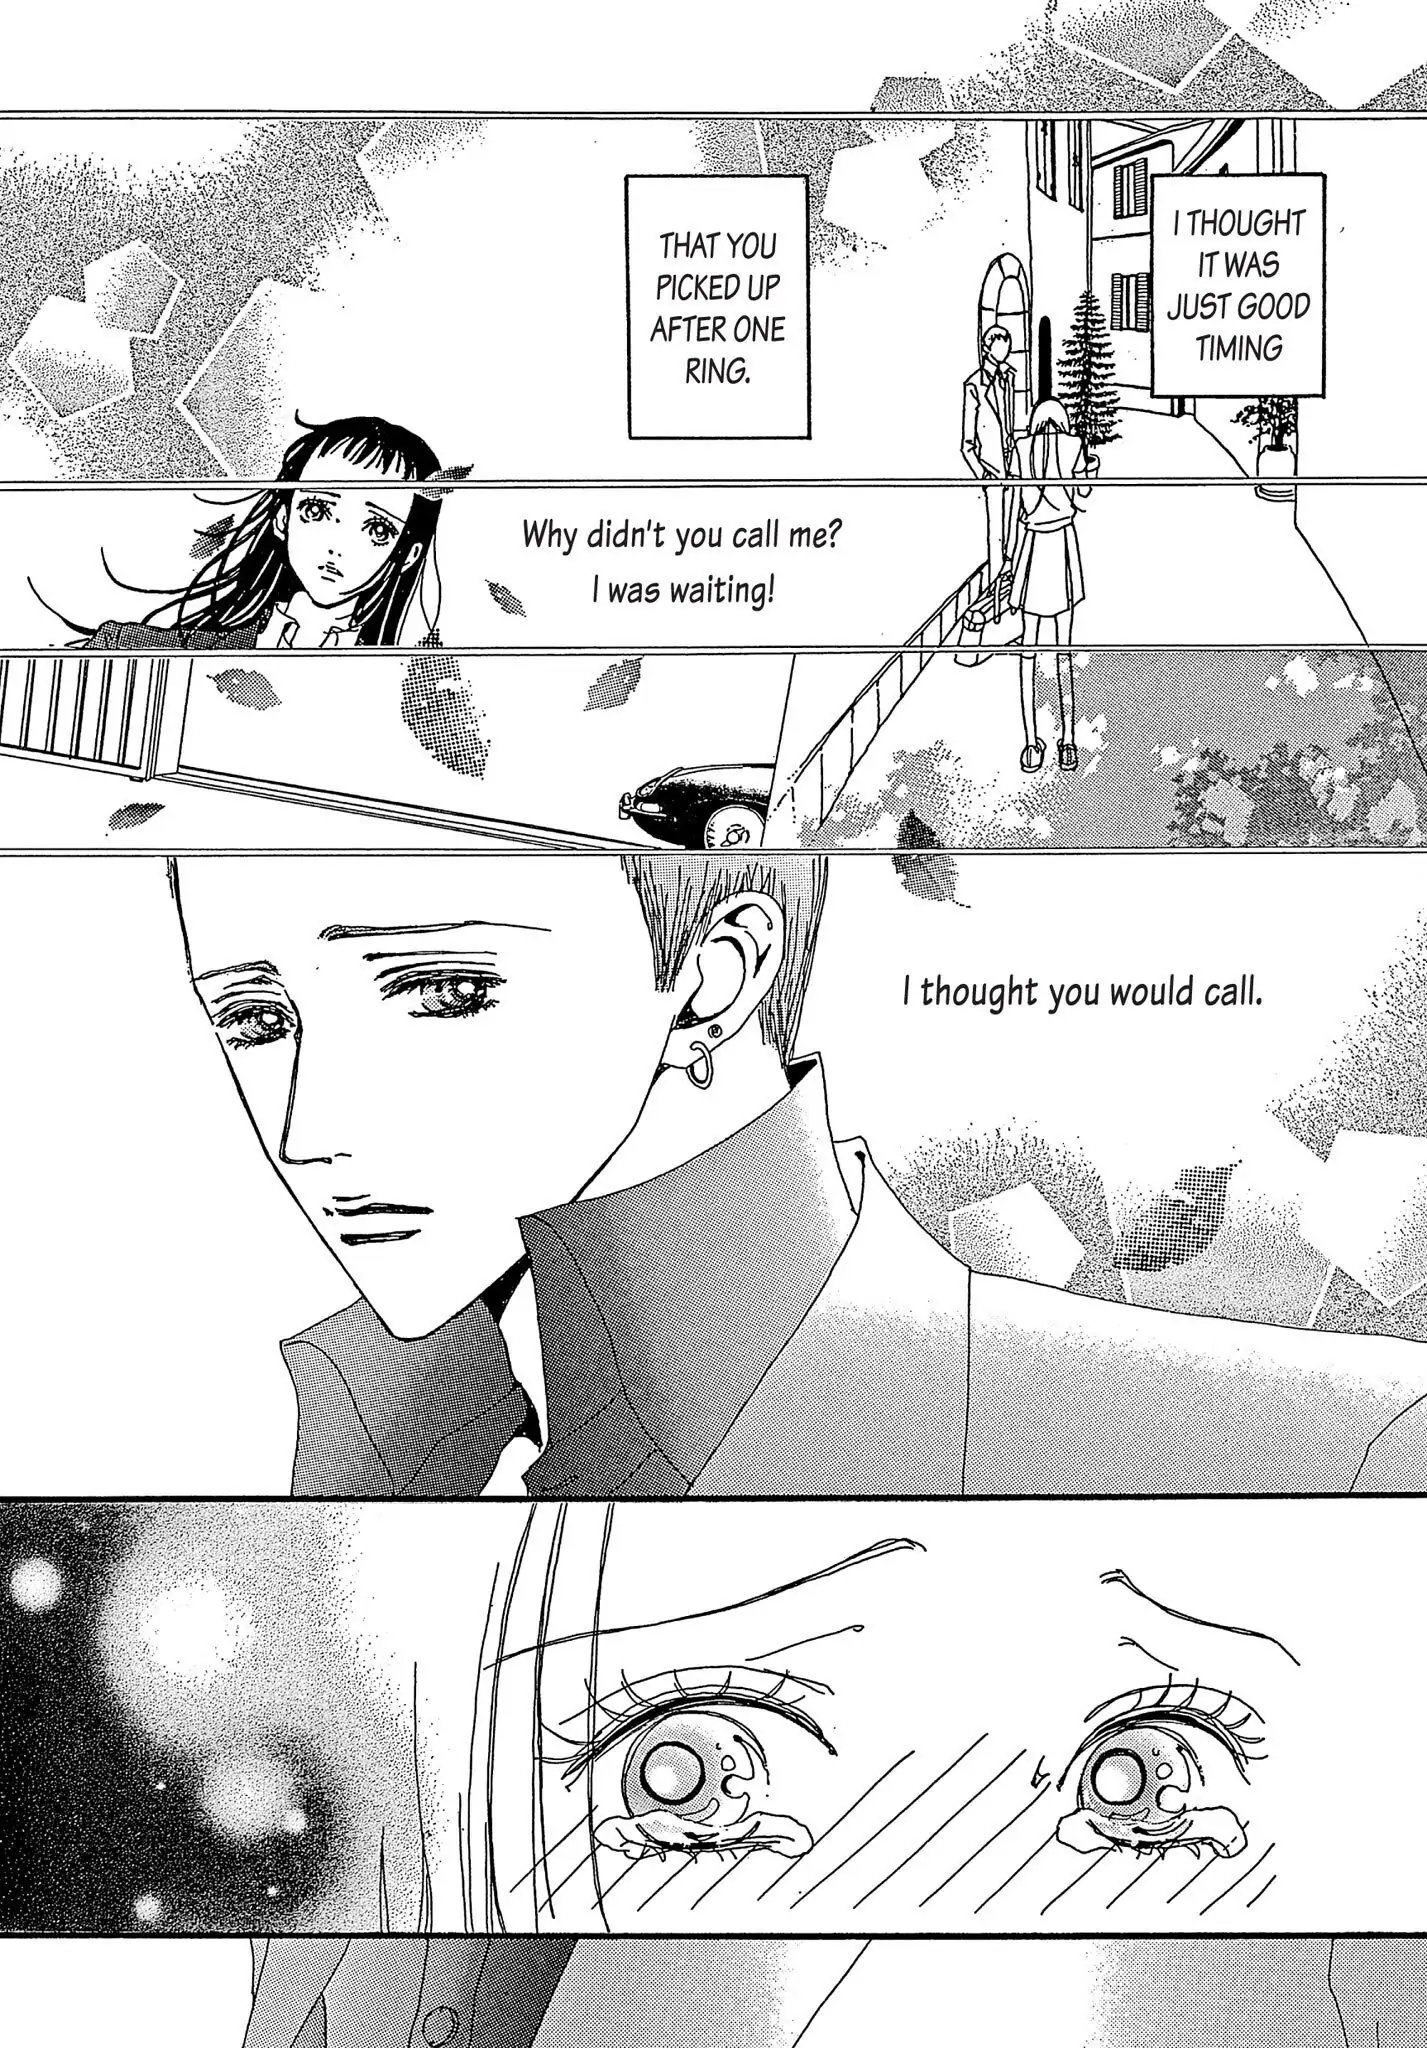 I THOUGHT
IT WAS
JUST GOOD
TIMING
THAT YOU
PICKED UP
AFTER ONE
RING.
Why didn't you call me?
I was waiting!
I thought you would call.